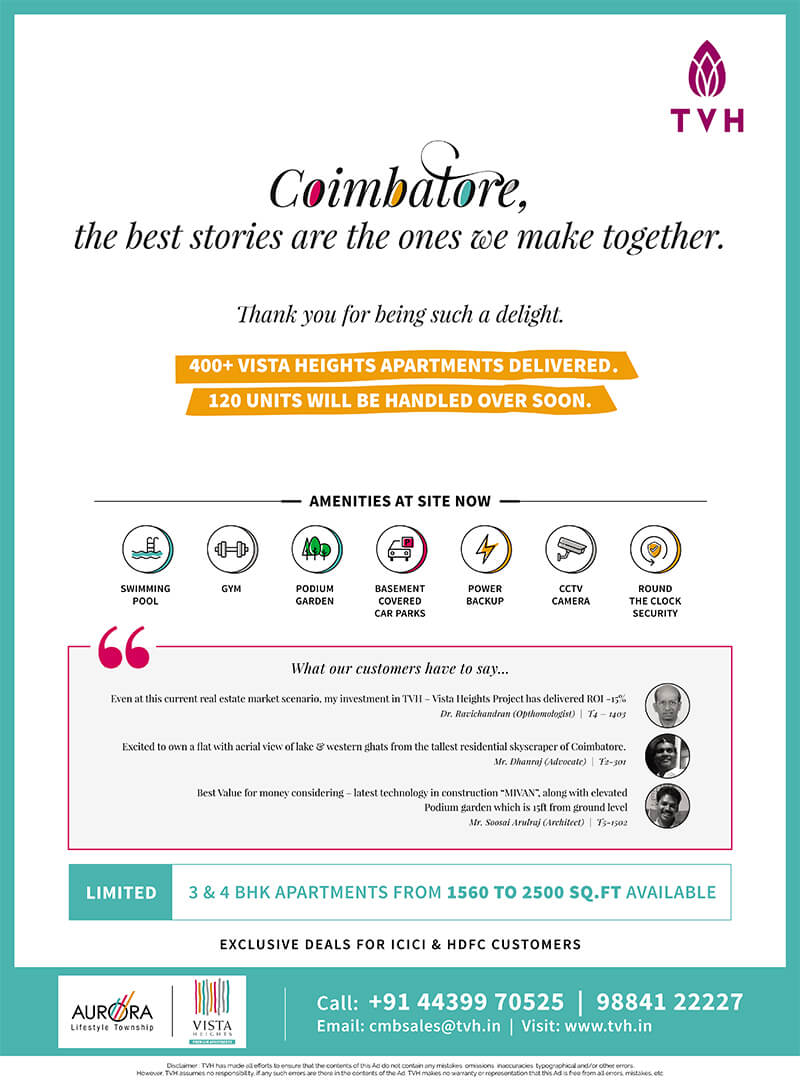 TVH
Coimbatore,
the best stories are the ones we make together.
Thank you for being such a delight.
400+ VISTA HEIGHTS APARTMENTS DELIVERED.
120 UNITS WILL BE HANDLED OVER SOON.
AMENITIES AT SITE NOW
SWIMMING
POOL
GYM
PODIUM
GARDEN
P
BASEMENT
COVERED
CAR PARKS
POWER
BACKUP
CCTV
CAMERA
ROUND
THE CLOCK
SECURITY
What our customers have to say...
Even at this current real estate market scenario, my investment in TVH – Vista Heights Project has delivered ROI -15%
Dr. Ravichandran (Opthomologist) | T4 – 1403
Excited to own a flat with aerial view of lake & western ghats from the tallest residential skyscraper of Coimbatore.
Mr. Dhanraj (Advocate) | T2-301
Best Value for money considering – latest technology in construction “MIVAN”, along with elevated
Podium garden which is 15ft from ground level
Mr. Soosai Arulraj (Architect) | T5-1502
LIMITED 3 & 4 BHK APARTMENTS FROM 1560 TO 2500 SQ.FT AVAILABLE
EXCLUSIVE DEALS FOR ICICI & HDFC CUSTOMERS
AURORA
Lifestyle Township
VISTA
HEIGHTS
PREMIUM APARTMENTS
Call: +91 44399 70525 | 98841 22227
Email: cmbsales@tvh.in | Visit: www.tvh.in
Disclaimer: TVH has made all efforts to ensure that the contents of this Ad do not contain any mistakes, omissions, inaccuracies, typographical and/or other errors.
However, TVH assumes no responsibility, if any such errors are there in the contents of the Ad. TVH makes no warranty or representation that this Ad is free from all errors, mistakes, etc.